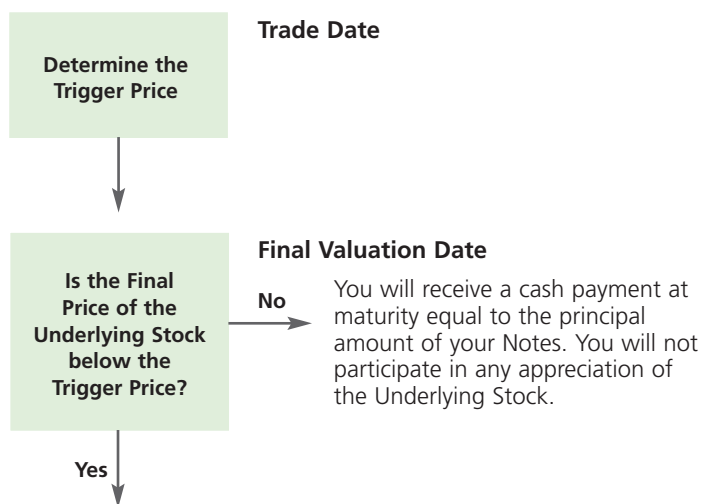 Trade Date
Determine the
Trigger Price
Final Valuation Date
Is the Final
Price of the
Underlying Stock
below the
Trigger Price?
No
You will receive a cash payment at
maturity equal to the principal
amount of your Notes. You will not
participate in any appreciation of
the Underlying Stock.
Yes